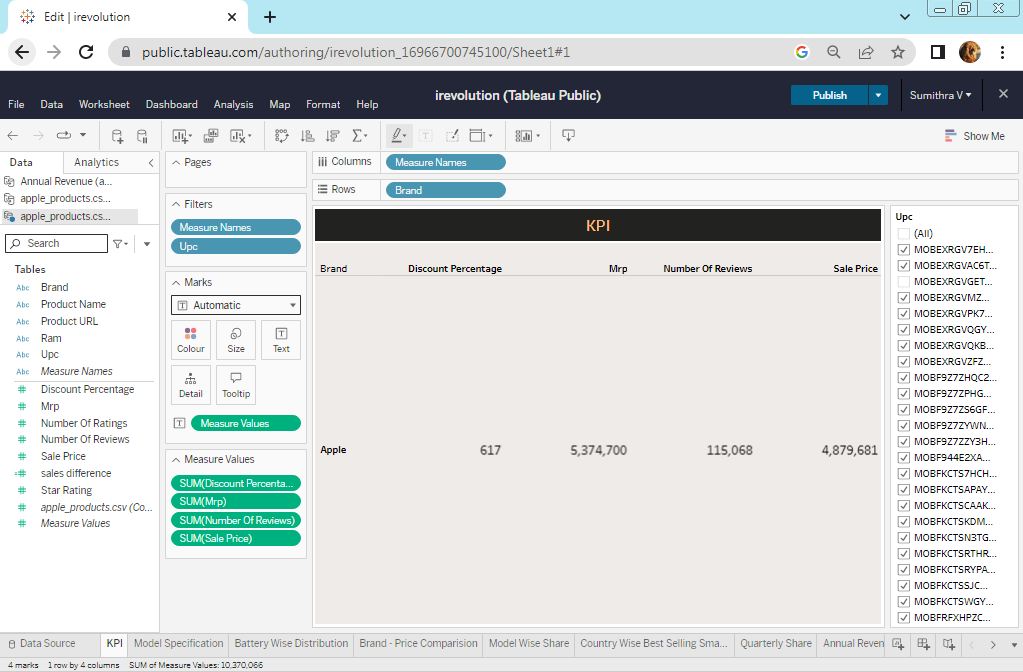 Edit | irevolution
public.tableau.com/authoring/irevolution_16966700745100/Sheet1#1
irevolution (Tableau Public)
Publish
Sumithra V
File Data Worksheet Dashboard Analysis Map Format Help
Show Me
Data Analytics
Annual Revenue (a...
apple_products.cs...
apple_products.cs...
Search
Tables
Abc Brand
Abc Product Name
Abc Product URL
Abc Ram
Abc Upc
Abc Measure Names
Discount Percentage
Mrp
Number Of Ratings
Number Of Reviews
Sale Price
sales difference
Star Rating
apple_products.csv (Co...
Measure Values
Pages
Filters
Measure Names
Upc
Marks
Automatic
Colour Size Text
Detail Tooltip
Measure Values
Measure Values
SUM(Discount Percenta...
SUM(Mrp)
SUM(Number Of Reviews)
SUM(Sale Price)
Columns Measure Names
Rows Brand
KPI
Brand Discount Percentage Mrp Number Of Reviews Sale Price
Apple 617 5,374,700 115,068 4,879,681
Upc
(All)
MOBEXRGV7EH...
MOBEXRGVAC6T...
MOBEXRGVGET...
MOBEXRGVMZ...
MOBEXRGVPK7...
MOBEXRGVQGY...
MOBEXRGVQKB...
MOBEXRGVZFZ...
MOBF9Z7ZHQC2...
MOBF9Z7ZPHG...
MOBF9Z7ZS6GF...
MOBF9Z7ZYWN...
MOBF9Z7ZZY3H...
MOBF944E2XA...
MOBFKCTS7HCH...
MOBFKCTSAPAY...
MOBFKCTSCAAK...
MOBFKCTSKDM...
MOBFKCTSN3TG...
MOBFKCTSRTHR...
MOBFKCTSRYPA...
MOBFKCTSSJC...
MOBFKCTSWGY...
MOBFRFXHPZC...
Data Source KPI Model Specification Battery Wise Distribution Brand - Price Comparision Model Wise Share Country Wise Best Selling Sma... Quarterly Share Annual Reven
4 marks 1 row by 4 columns SUM of Measure Values: 10,370,066